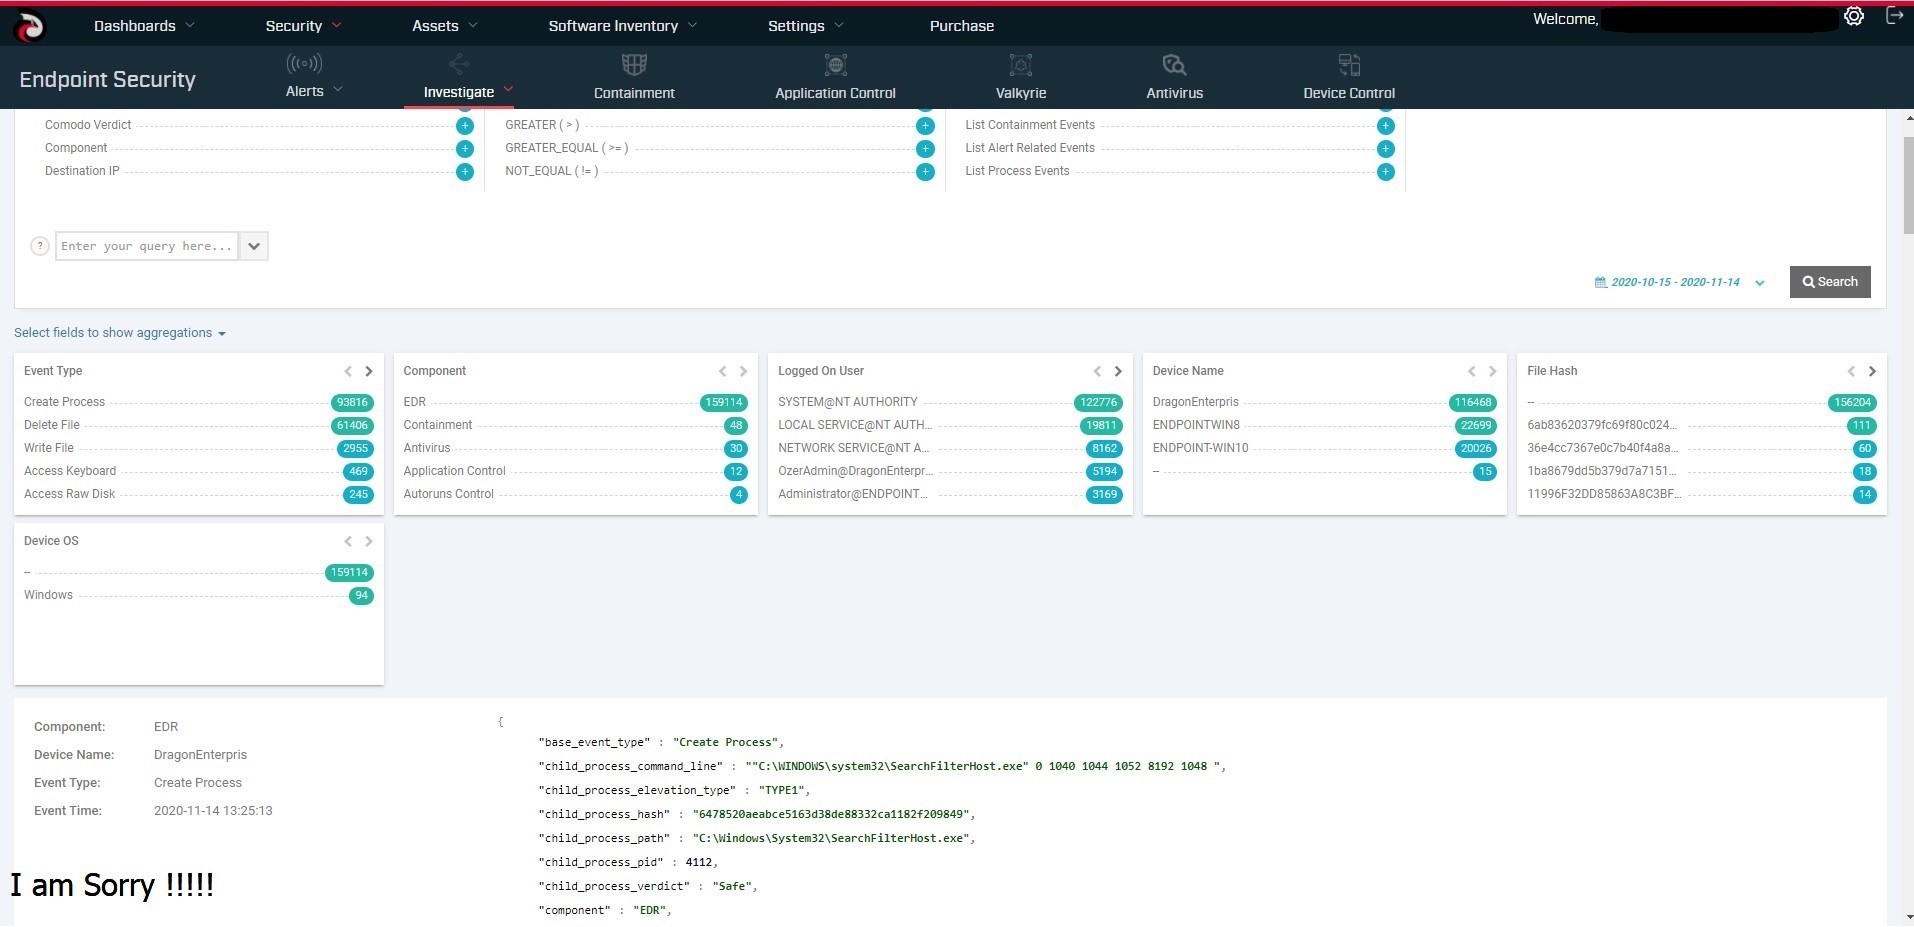 Dashboards Security Assets Software Inventory Settings Purchase Welcome,
Endpoint Security Alerts Investigate Containment Application Control Valkyrie Antivirus Device Control
Comodo Verdict GREATER ( > ) List Containment Events
Component GREATER_EQUAL ( >= ) List Alert Related Events
Destination IP NOT_EQUAL ( != ) List Process Events
? Enter your query here...
2020-10-15 - 2020-11-14 Search
Select fields to show aggregations
Event Type
Create Process 93816
Delete File 61406
Write File 2955
Access Keyboard 469
Access Raw Disk 245
Component
EDR 159114
Containment 48
Antivirus 30
Application Control 12
Autoruns Control 4
Logged On User
SYSTEM@NT AUTHORITY 122776
LOCAL SERVICE@NT AUTH... 19811
NETWORK SERVICE@NT A... 8162
OzerAdmin@DragonEnterpr... 5194
Administrator@ENDPOINT... 3169
Device Name
DragonEnterpris 116468
ENDPOINTWIN8 22699
ENDPOINT-WIN10 20026
-- 15
File Hash
-- 156204
6ab83620379fc69f80c024... 111
36e4cc7367e0c7b40f4a8a... 60
1ba8679dd5b379d7a7151... 18
11996F32DD85863A8C3BF... 14
Device OS
-- 159114
Windows 94
Component: EDR
Device Name: DragonEnterpris
Event Type: Create Process
Event Time: 2020-11-14 13:25:13
I am Sorry !!!!!
{
"base_event_type" : "Create Process",
"child_process_command_line" : ""C:\WINDOWS\system32\SearchFilterHost.exe" 0 1040 1044 1052 8192 1048 ",
"child_process_elevation_type" : "TYPE1",
"child_process_hash" : "6478520aeabce5163d38de88332ca1182f209849",
"child_process_path" : "C:\Windows\System32\SearchFilterHost.exe",
"child_process_pid" : 4112,
"child_process_verdict" : "Safe",
"component" : "EDR",